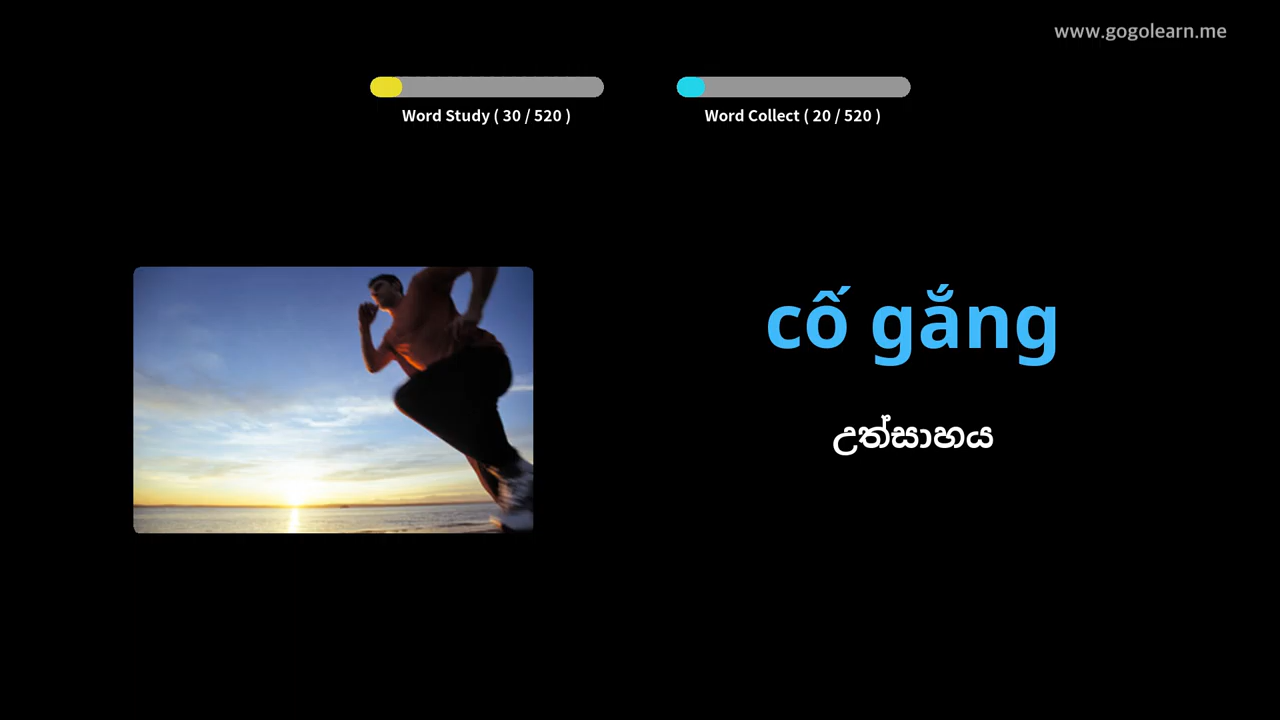 www.gogolearn.me
Word Study ( 30 / 520 )
Word Collect ( 20 / 520 )
cố gắng
උත්සාහය